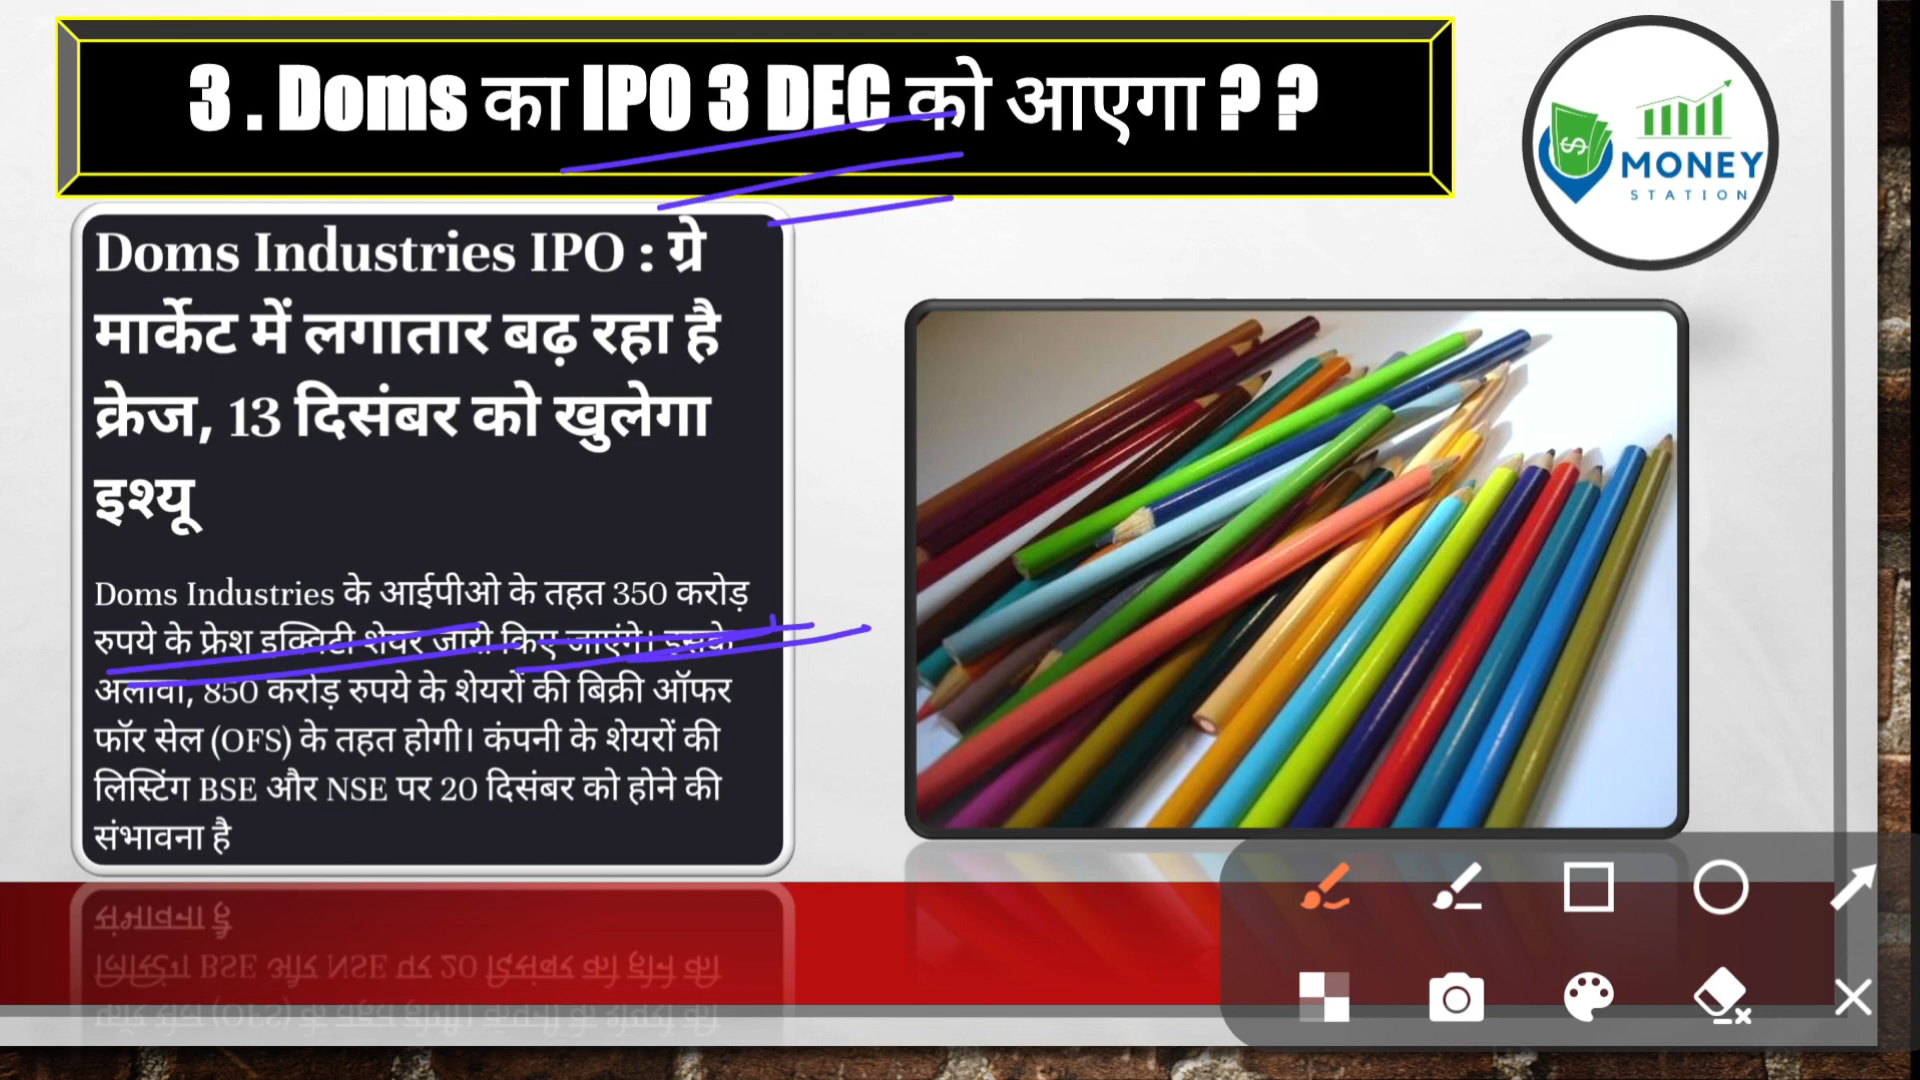 3 . Doms का IPO 3 DEC को आएगा ? ?
MONEY
STATION
Doms Industries IPO : ग्रे
मार्केट में लगातार बढ़ रहा है
क्रेज, 13 दिसंबर को खुलेगा
इश्यू
Doms Industries के आईपीओ के तहत 350 करोड़
रुपये के फ्रेश इक्विटी शेयर जारी किए जाएंगे। इसके
अलावा, 850 करोड़ रुपये के शेयरों की बिक्री ऑफर
फॉर सेल (OFS) के तहत होगी। कंपनी के शेयरों की
लिस्टिंग BSE और NSE पर 20 दिसंबर को होने की
संभावना है